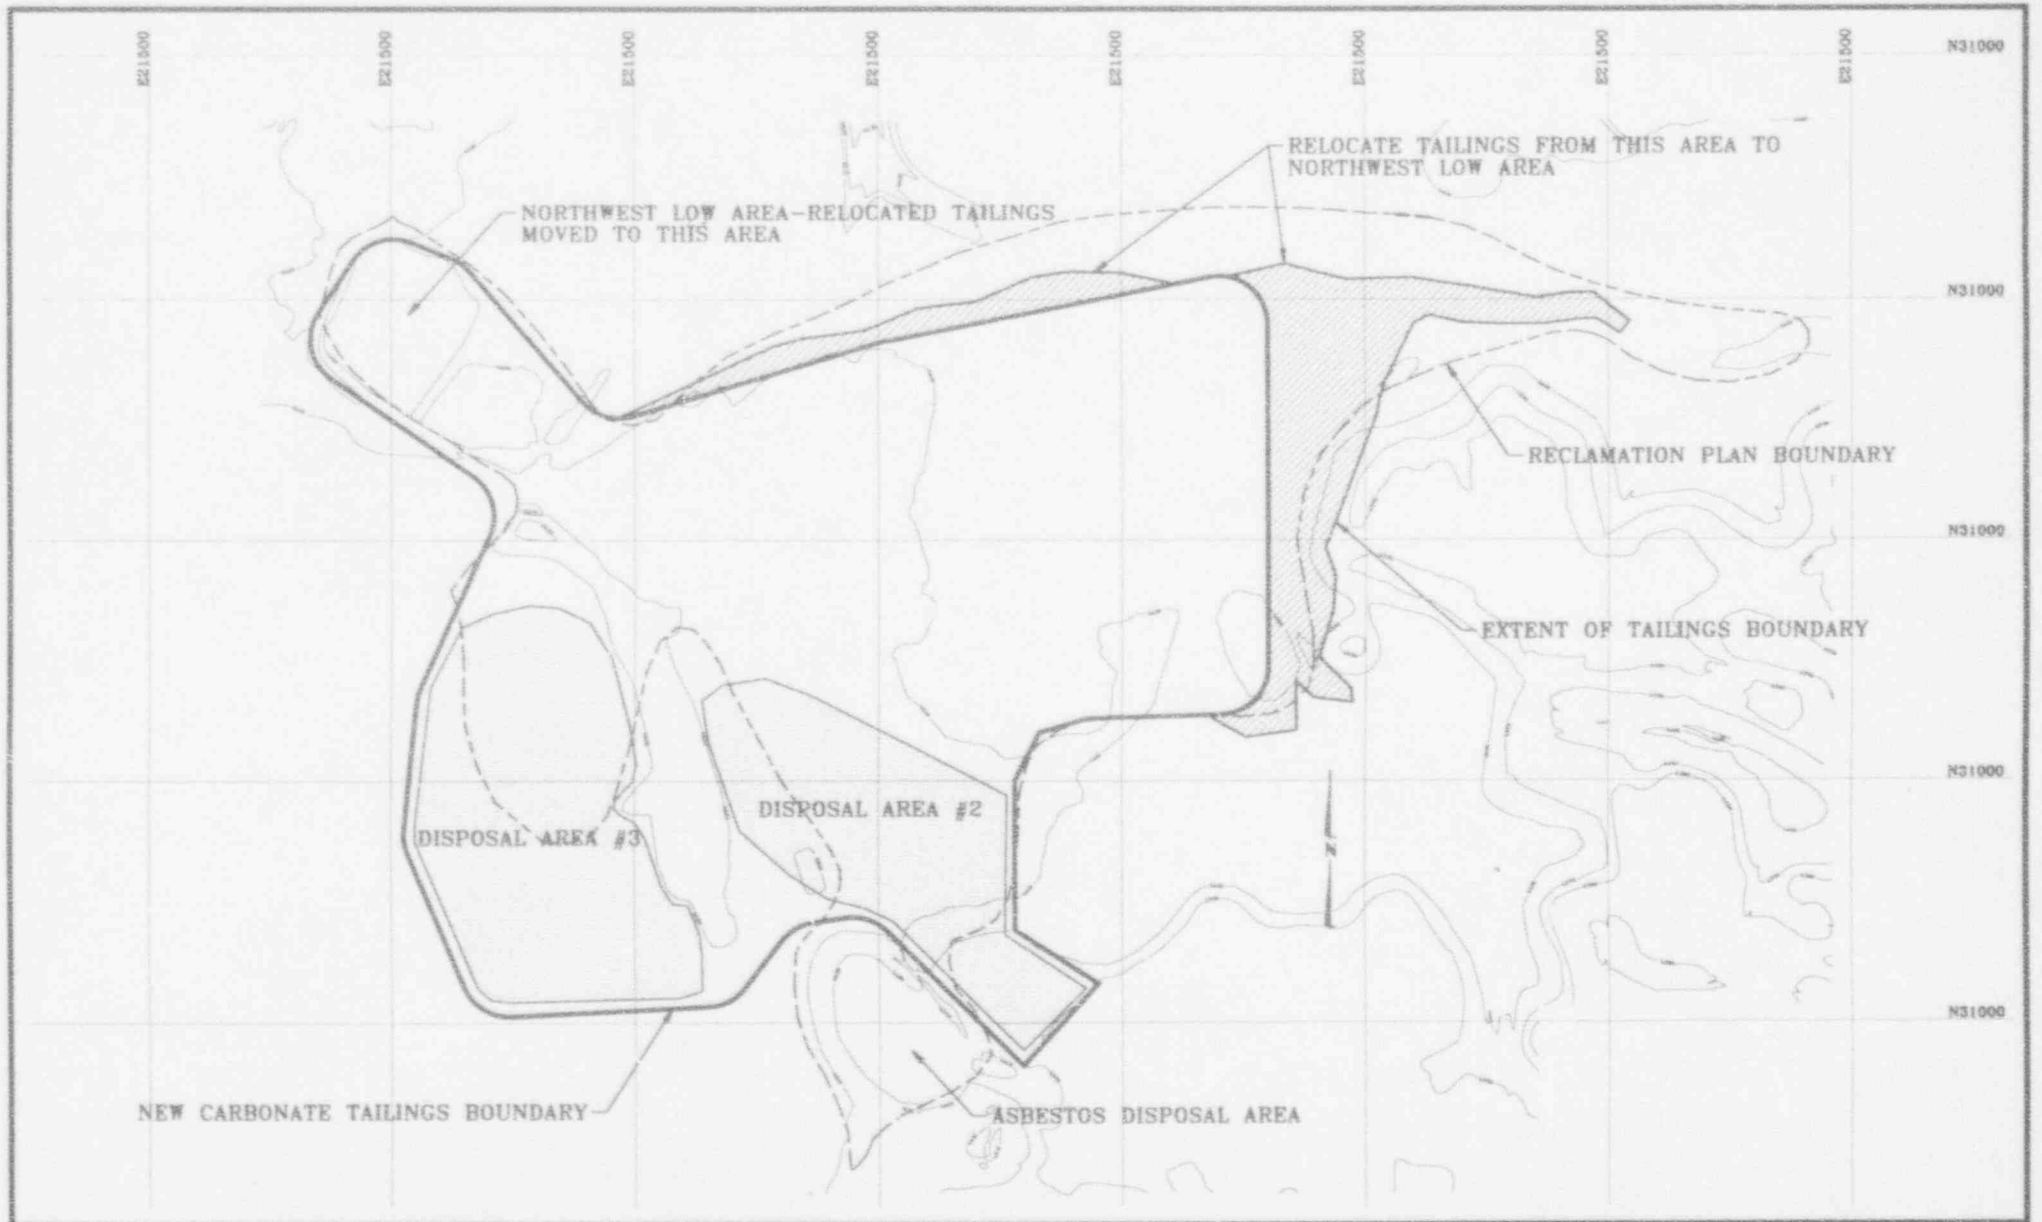 E21500 E21500 E21500 E21500 E21500 E21500 E21500 E21500
N31000
RELOCATE TAILINGS FROM THIS AREA TO
NORTHWEST LOW AREA
NORTHWEST LOW AREA-RELOCATED TAILINGS
MOVED TO THIS AREA
N31000
RECLAMATION PLAN BOUNDARY
N31000
EXTENT OF TAILINGS BOUNDARY
N31000
DISPOSAL AREA #2
DISPOSAL AREA #3
N
N31000
NEW CARBONATE TAILINGS BOUNDARY
ASBESTOS DISPOSAL AREA